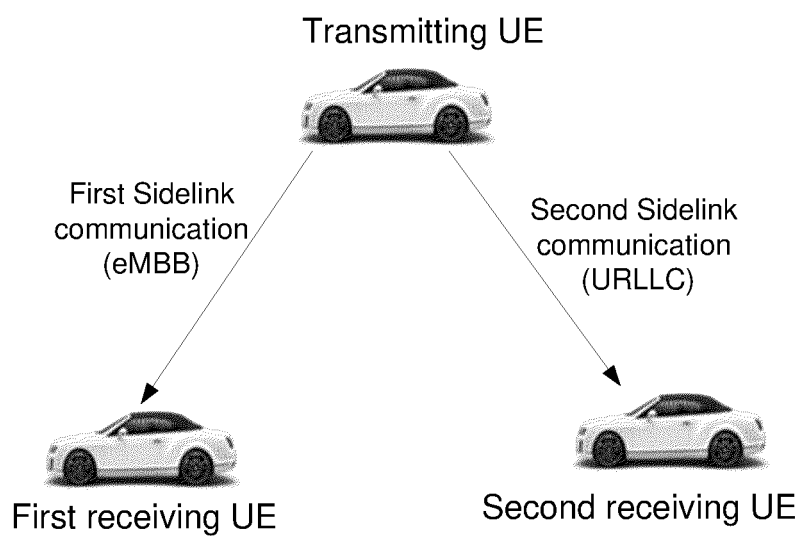 Transmitting UE
First Sidelink
communication
(eMBB)
Second Sidelink
communication
(URLLC)
First receiving UE
Second receiving UE